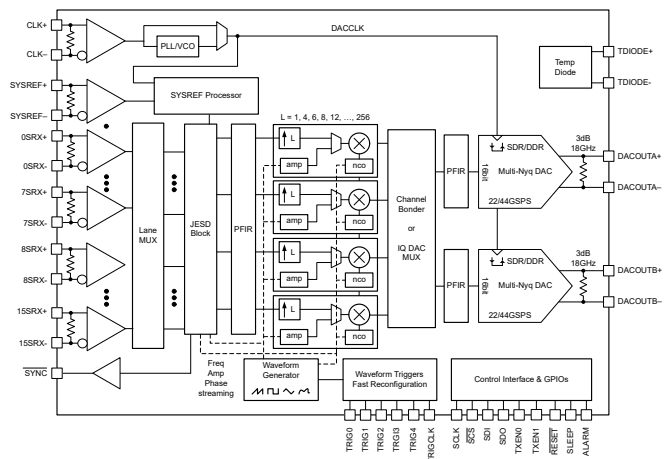 CLK+
CLK–
PLL/VCO
DACCLK
Temp
Diode
TDIODE+
TDIODE-
SYSREF+
SYSREF–
SYSREF Processor
L = 1, 4, 6, 8, 12, …, 256
0SRX+
0SRX-
7SRX+
7SRX-
8SRX+
8SRX-
15SRX+
15SRX-
SYNC
Lane
MUX
JESD
Block
PFIR
L
amp
nco
L
amp
nco
L
amp
nco
L
amp
nco
Channel
Bonder
or
IQ DAC
MUX
PFIR
16bit
SDR/DDR
Multi-Nyq DAC
22/44GSPS
3dB
18GHz
DACOUTA+
DACOUTA–
PFIR
16bit
SDR/DDR
Multi-Nyq DAC
22/44GSPS
3dB
18GHz
DACOUTB+
DACOUTB–
Freq
Amp
Phase
streaming
Waveform
Generator
Waveform Triggers
Fast Reconfiguration
Control Interface & GPIOs
TRIG0
TRIG1
TRIG2
TRGI3
TRIG4
RIGCLK
SCLK
SCS
SDI
SDO
TXEN0
TXEN1
RESET
SLEEP
ALARM